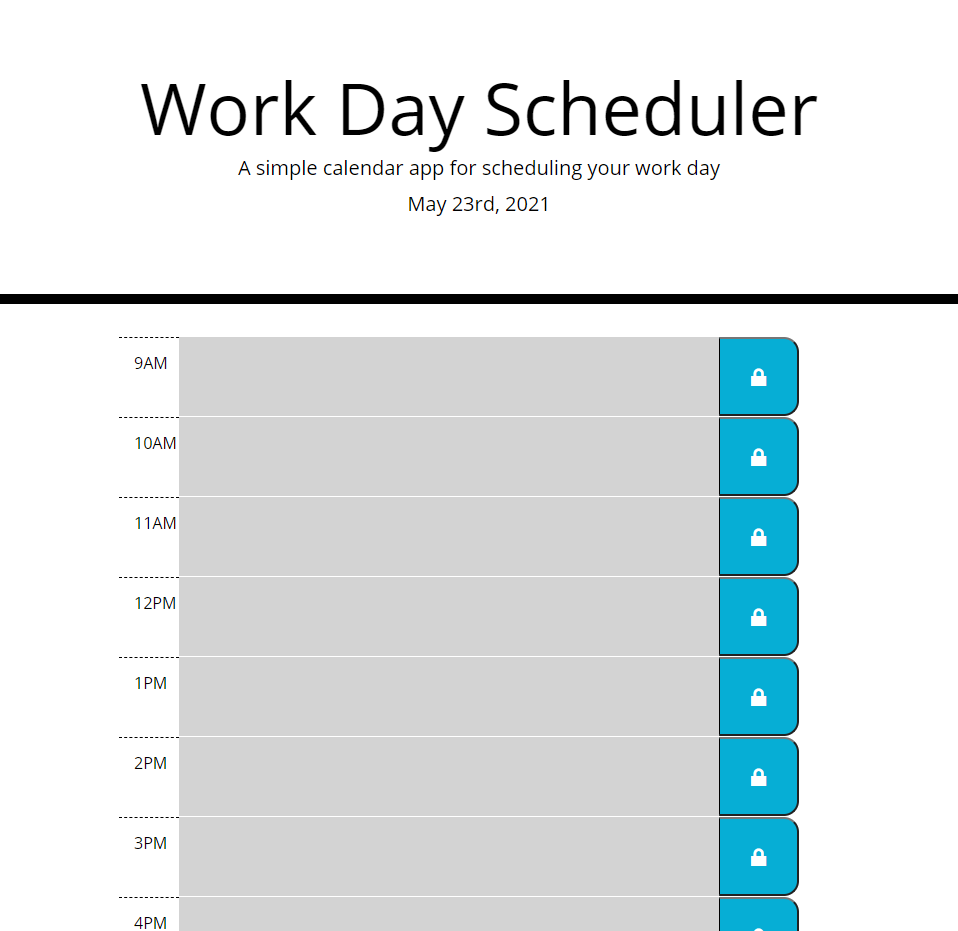 Work Day Scheduler
A simple calendar app for scheduling your work day
May 23rd, 2021
9AM
10AM
11AM
12PM
1PM
2PM
3PM
4PM